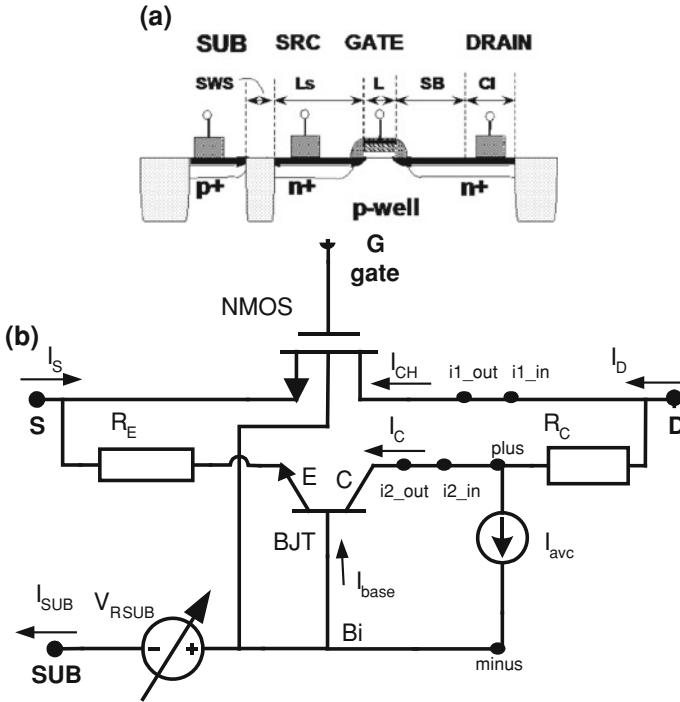 (a)
SUB SRC GATE DRAIN
SWS Ls L SB Cl
p+ n+ n+
p-well
G
gate
NMOS
(b)
I_S I_CH i1_out i1_in I_D
S D
R_E R_C
I_C plus
E C
i2_out i2_in
BJT I_avc
I_base
I_SUB V_RSUB
Bi
- +
SUB minus